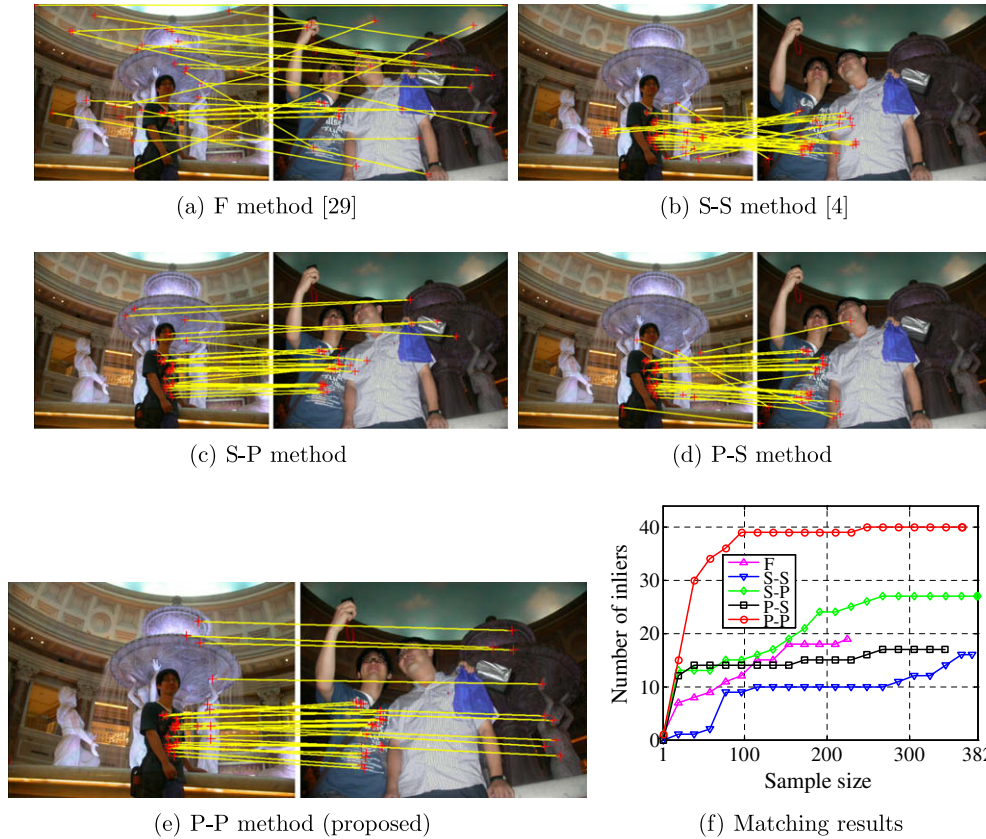 (a) F method [29]
(b) S-S method [4]
(c) S-P method
(d) P-S method
40
30
20
10
0
Number of inliers
F
S-S
S-P
P-S
P-P
1
100
200
300
382
Sample size
(e) P-P method (proposed)
(f) Matching results